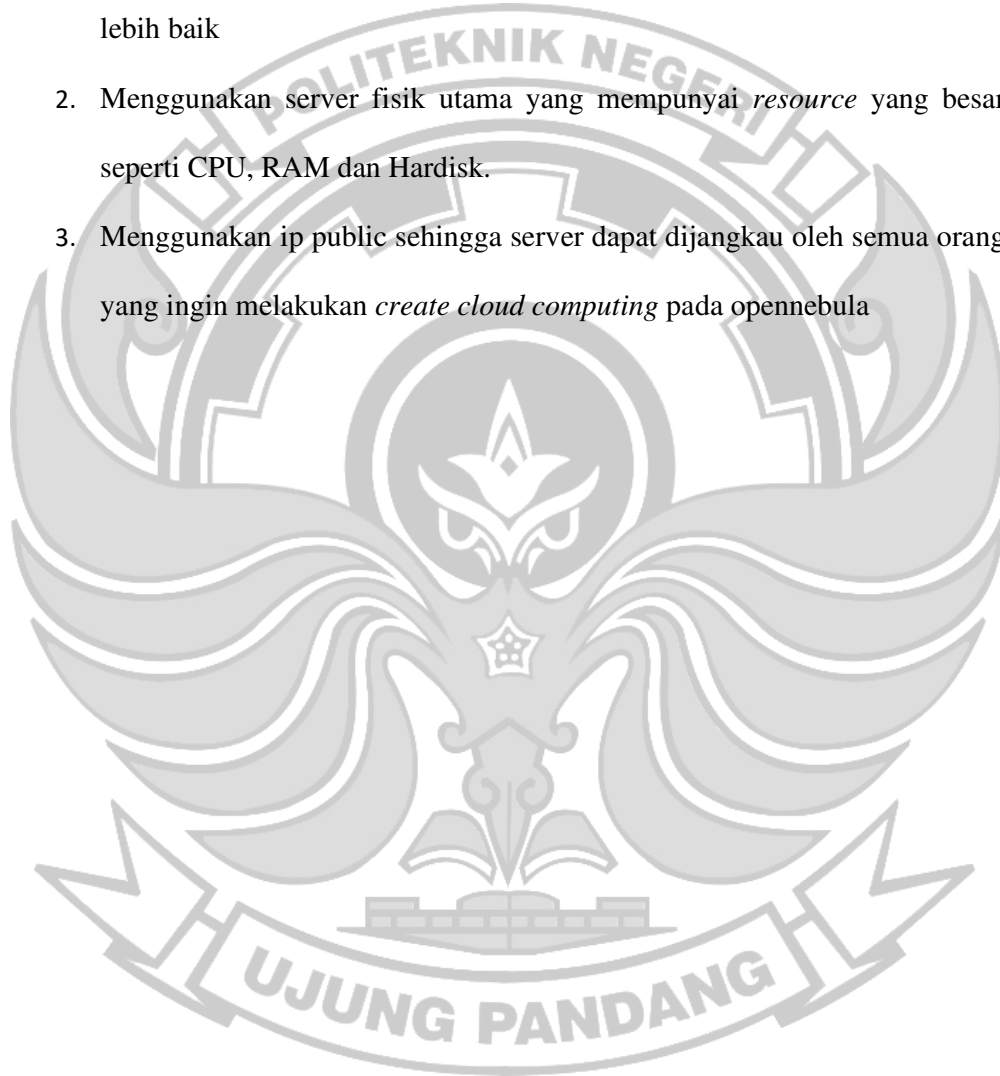 lebih baik
POLITEKNIK NEGERI
2. Menggunakan server fisik utama yang mempunyai resource yang besar
seperti CPU, RAM dan Hardisk.
3. Menggunakan ip public sehingga server dapat dijangkau oleh semua orang
yang ingin melakukan create cloud computing pada opennebula
UJUNG PANDANG